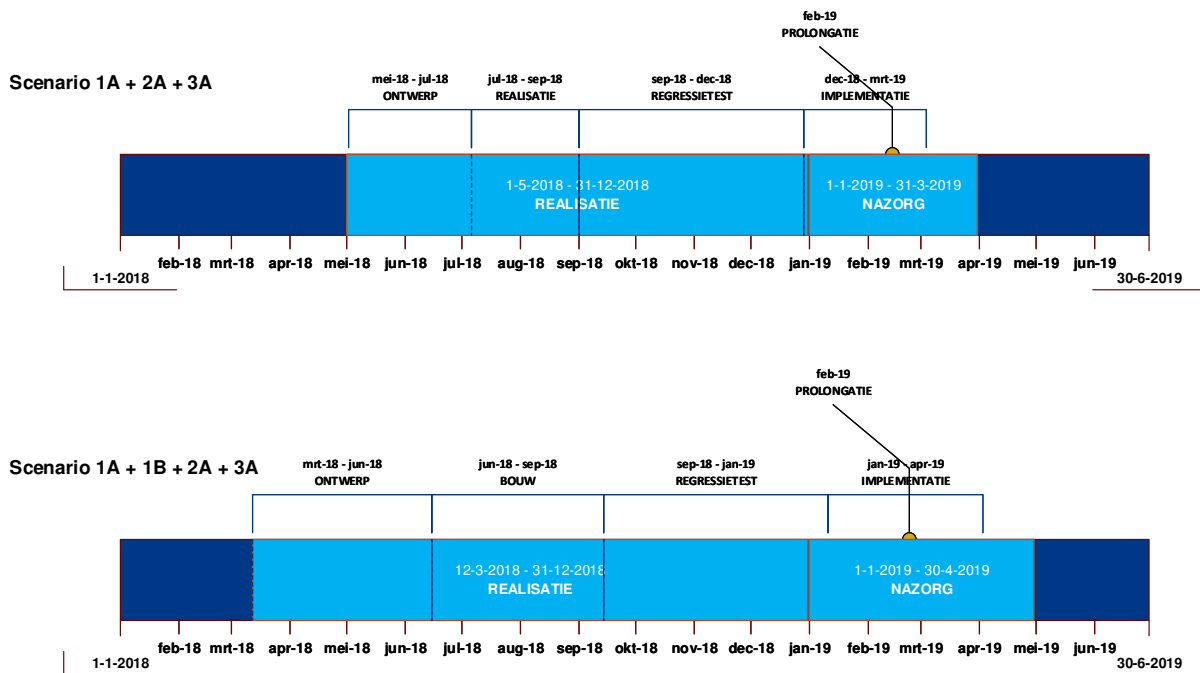 feb-19
PROLONGATIE
Scenario 1A + 2A + 3A
mei-18 - jul-18
ONTWERP
jul-18 - sep-18
REALISATIE
sep-18 - dec-18
REGRESSIETEST
dec-18 - mrt-19
IMPLEMENTATIE
1-5-2018 - 31-12-2018
REALISATIE
1-1-2019 - 31-3-2019
NAZORG
feb-18 mrt-18 apr-18 mei-18 jun-18 jul-18 aug-18 sep-18 okt-18 nov-18 dec-18 jan-19 feb-19 mrt-19 apr-19 mei-19 jun-19
1-1-2018
30-6-2019
feb-19
PROLONGATIE
Scenario 1A + 1B + 2A + 3A
mrt-18 - jun-18
ONTWERP
jun-18 - sep-18
BOUW
sep-18 - jan-19
REGRESSIETEST
jan-19 - apr-19
IMPLEMENTATIE
12-3-2018 - 31-12-2018
REALISATIE
1-1-2019 - 30-4-2019
NAZORG
feb-18 mrt-18 apr-18 mei-18 jun-18 jul-18 aug-18 sep-18 okt-18 nov-18 dec-18 jan-19 feb-19 mrt-19 apr-19 mei-19 jun-19
1-1-2018
30-6-2019